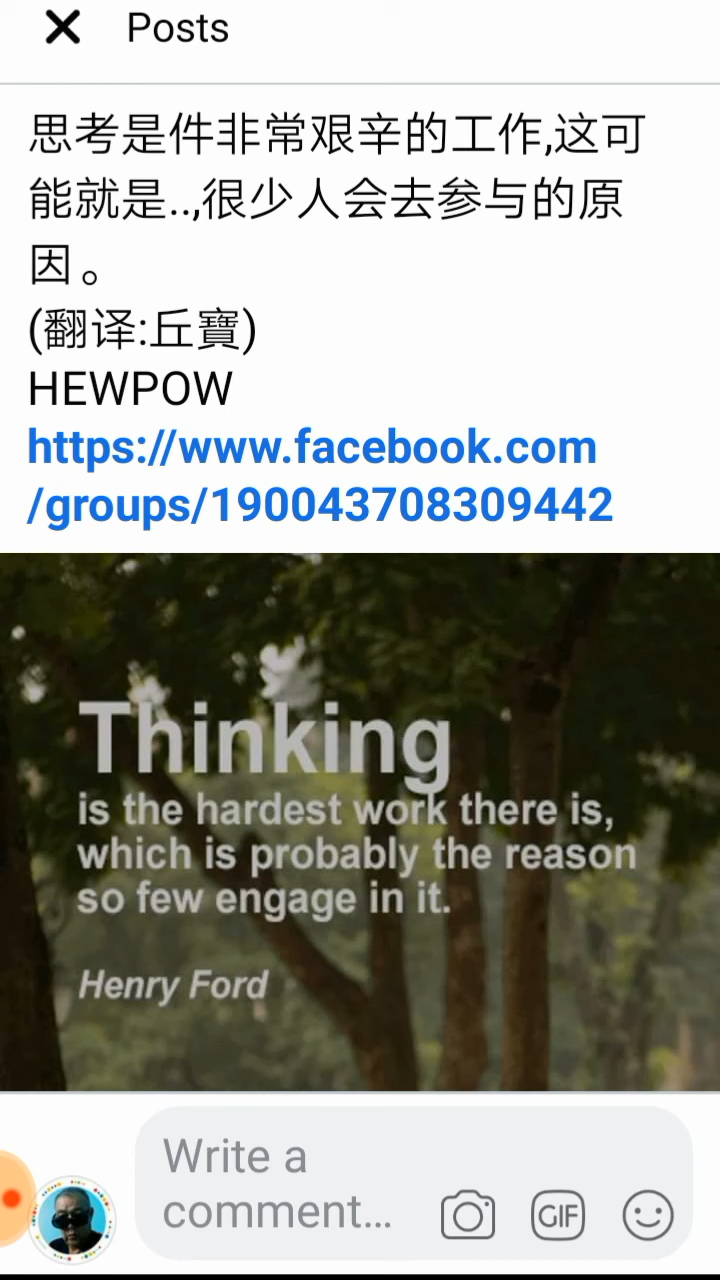 Posts
思考是件非常艰辛的工作,这可
能就是..,很少人会去参与的原
因。
(翻译:丘寶)
HEWPOW
https://www.facebook.com
/groups/1900437083​09442
Thinking
is the hardest work there is,
which is probably the reason
so few engage in it.
Henry Ford
Write a
comment...
GIF